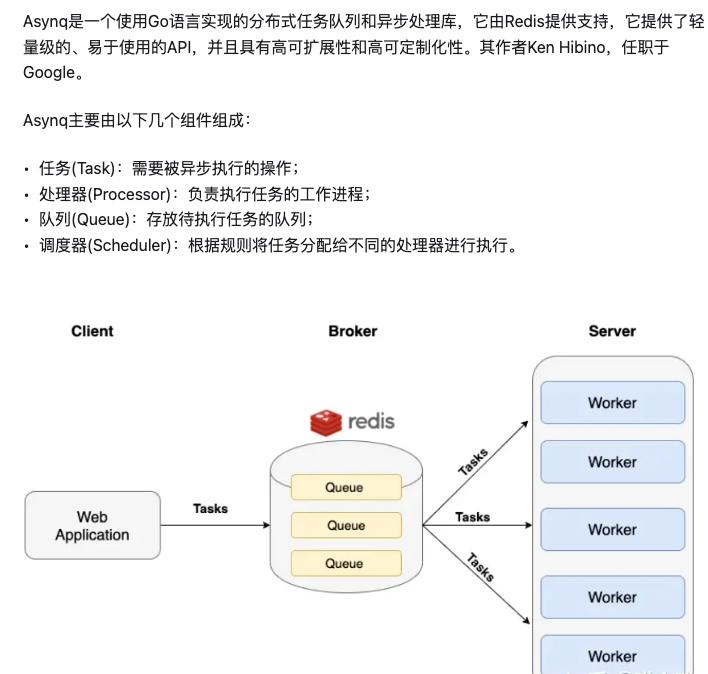 Asynq是一个使用Go语言实现的分布式任务队列和异步处理库，它由Redis提供支持，它提供了轻
量级的、易于使用的API，并且具有高可扩展性和高可定制化性。其作者Ken Hibino，任职于
Google。
Asynq主要由以下几个组件组成：
• 任务(Task)：需要被异步执行的操作；
• 处理器(Processor)：负责执行任务的工作进程；
• 队列(Queue)：存放待执行任务的队列；
• 调度器(Scheduler)：根据规则将任务分配给不同的处理器进行执行。
Client
Broker
Server
redis
Web
Application
Tasks
Queue
Queue
Queue
Tasks
Tasks
Tasks
Worker
Worker
Worker
Worker
Worker